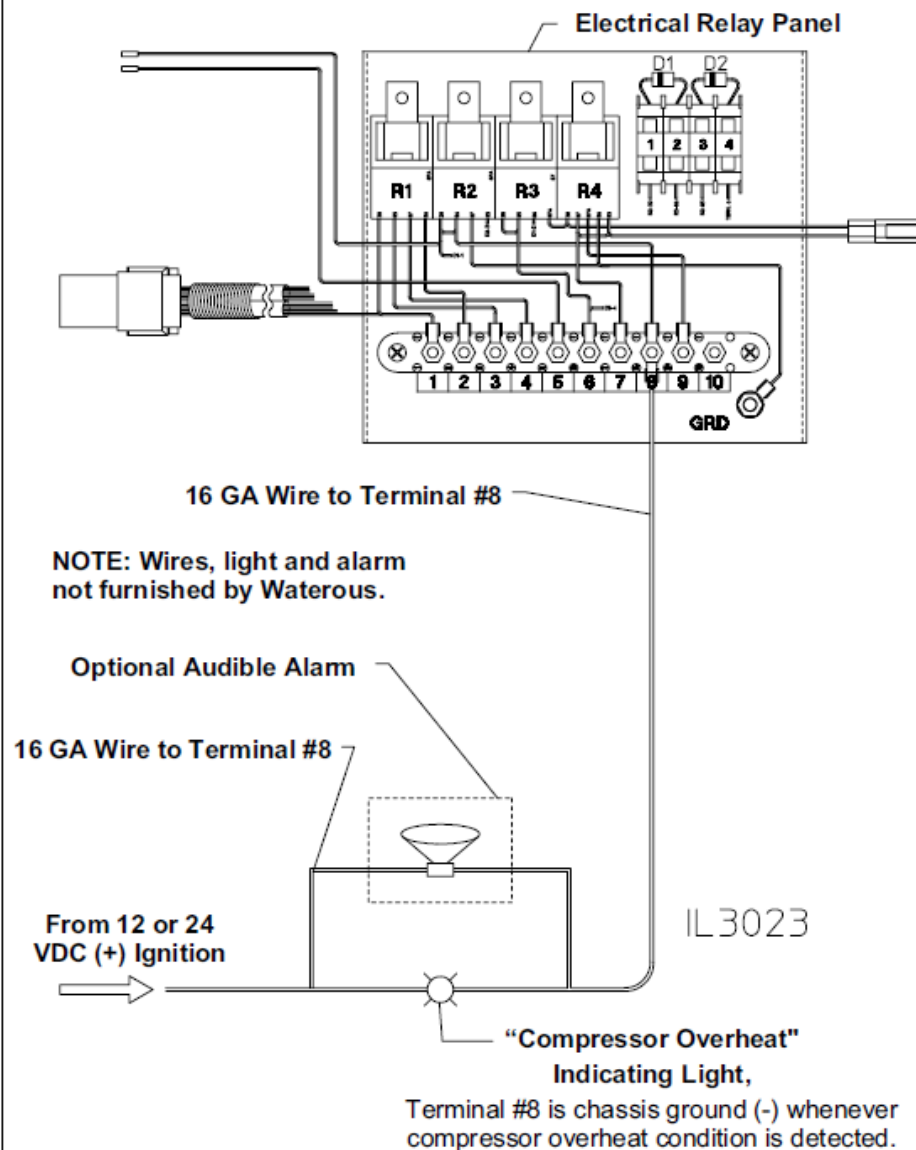 Electrical Relay Panel
D1 D2
1 2 3 4
R1 R2 R3 R4
1 2 3 4 5 6 7 8 9 10
GRD
16 GA Wire to Terminal #8
NOTE: Wires, light and alarm
not furnished by Waterous.
Optional Audible Alarm
16 GA Wire to Terminal #8
From 12 or 24
VDC (+) Ignition
IL3023
“Compressor Overheat"
Indicating Light,
Terminal #8 is chassis ground (-) whenever
compressor overheat condition is detected.